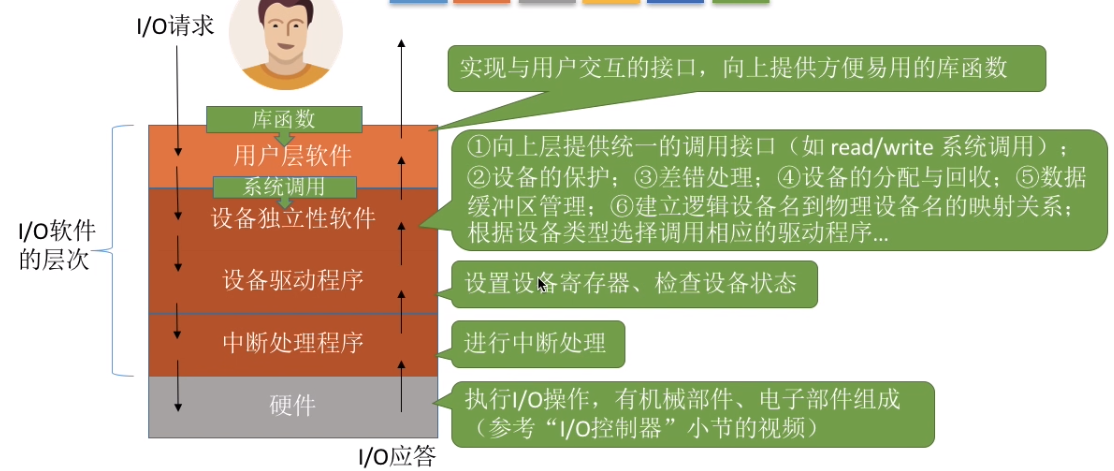 I/O请求
实现与用户交互的接口，向上提供方便易用的库函数
库函数
用户层软件
①向上层提供统一的调用接口（如 read/write 系统调用）；
②设备的保护；③差错处理；④设备的分配与回收；⑤数据
缓冲区管理；⑥建立逻辑设备名到物理设备名的映射关系；
根据设备类型选择调用相应的驱动程序…
系统调用
设备独立性软件
I/O软件
的层次
设备驱动程序
设置设备寄存器、检查设备状态
中断处理程序
进行中断处理
硬件
执行I/O操作，有机械部件、电子部件组成
（参考“I/O控制器”小节的视频）
I/O应答